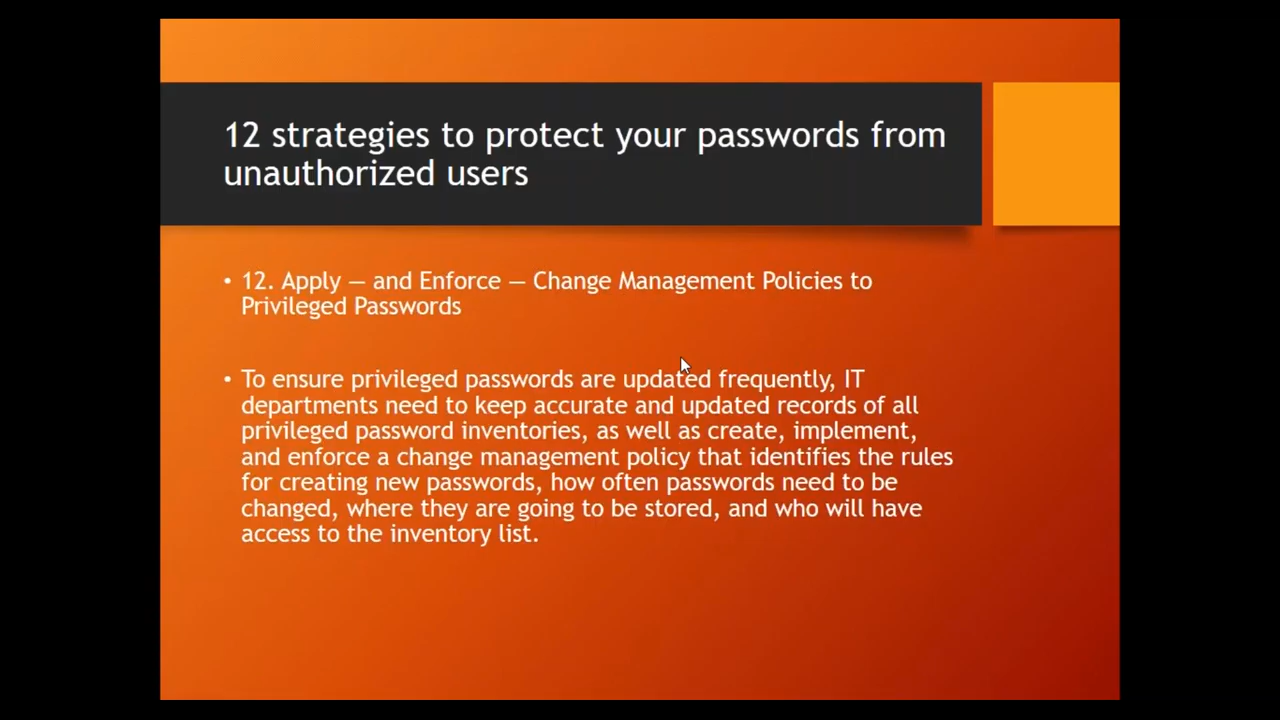 12 strategies to protect your passwords from
unauthorized users
• 12. Apply — and Enforce — Change Management Policies to
Privileged Passwords
• To ensure privileged passwords are updated frequently, IT
departments need to keep accurate and updated records of all
privileged password inventories, as well as create, implement,
and enforce a change management policy that identifies the rules
for creating new passwords, how often passwords need to be
changed, where they are going to be stored, and who will have
access to the inventory list.